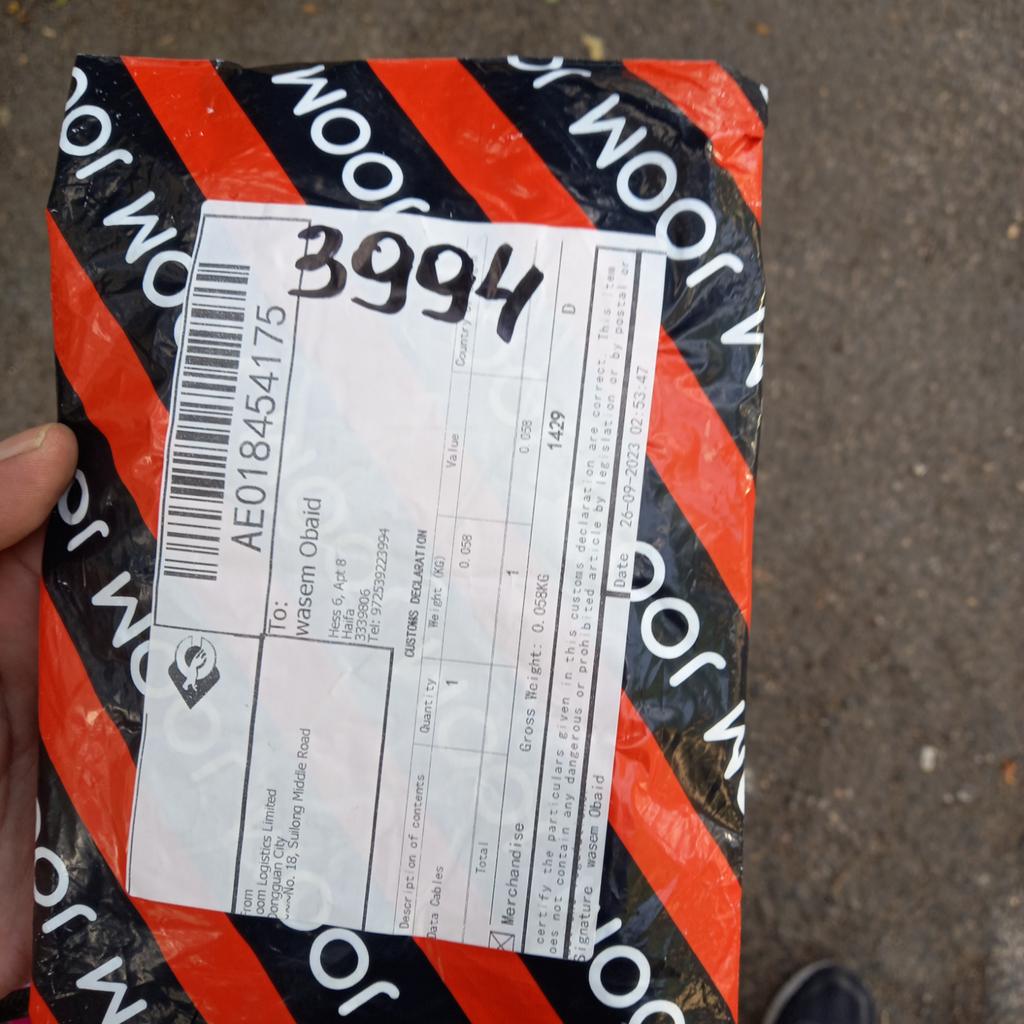 JOOM
JOOM
JOOM
3994
AE018454175
To:
wasem Obaid
Hess 6, Apt 8
Haifa
3339806
Tel: 972539223994
oom Logistics Limited
Dongguan City
No. 18, Suilong Middle Road
CUSTOMS DECLARATION
Description of contents Quantity Weight (KG) Value Country
Data Cables 1 0.058
Total 1 0.058
Merchandise Gross Weight: 0.058KG 1429 D
certify the particulars given in this customs declaration are correct. This item
oes not contain any dangerous or prohibited article by legislation or by postal or
Signature wasem Obaid Date 26-09-2023 02:53:47